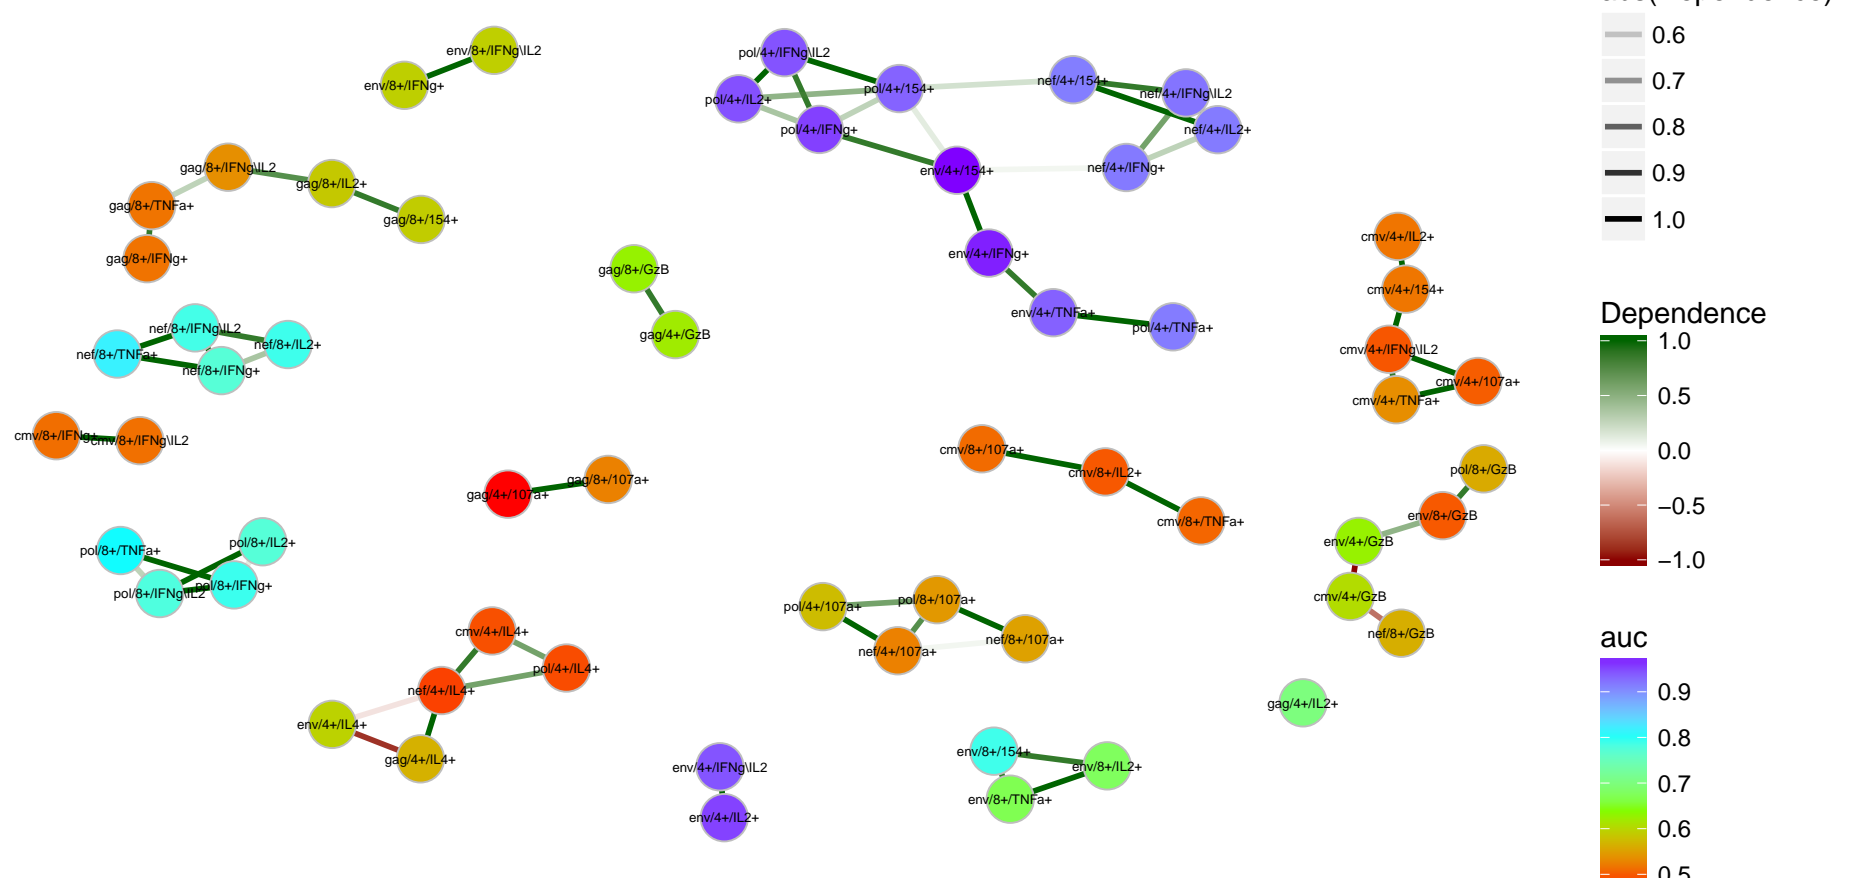 env/8+/IFNg\IL2
env/8+/IFNg+
pol/4+/IFNg\IL2
pol/4+/IL2+
pol/4+/154+
pol/4+/IFNg+
nef/4+/154+
nef/4+/IFNg\IL2
nef/4+/IL2+
nef/4+/IFNg+
env/4+/154+
gag/8+/IFNg\IL2
gag/8+/IL2+
gag/8+/TNFa+
gag/8+/154+
gag/8+/IFNg+
env/4+/IFNg+
env/4+/TNFa+
pol/4+/TNFa+
gag/8+/GzB
gag/4+/GzB
cmv/4+/IL2+
cmv/4+/154+
cmv/4+/IFNg\IL2
cmv/4+/107a+
cmv/4+/TNFa+
nef/8+/IFNg\IL2
nef/8+/TNFa+
nef/8+/IL2+
nef/8+/IFNg+
cmv/8+/IFNg+
cmv/8+/IFNg\IL2
gag/4+/107a+
gag/8+/107a+
cmv/8+/107a+
cmv/8+/IL2+
cmv/8+/TNFa+
pol/8+/GzB
env/8+/GzB
env/4+/GzB
cmv/4+/GzB
nef/8+/GzB
pol/8+/TNFa+
pol/8+/IL2+
pol/8+/IFNg\IL2
pol/8+/IFNg+
pol/4+/107a+
pol/8+/107a+
nef/4+/107a+
nef/8+/107a+
cmv/4+/IL4+
pol/4+/IL4+
nef/4+/IL4+
env/4+/IL4+
gag/4+/IL4+
gag/4+/IL2+
env/4+/IFNg\IL2
env/4+/IL2+
env/8+/154+
env/8+/IL2+
env/8+/TNFa+
0.6
0.7
0.8
0.9
1.0
Dependence
1.0
0.5
0.0
−0.5
−1.0
auc
0.9
0.8
0.7
0.6
0.5